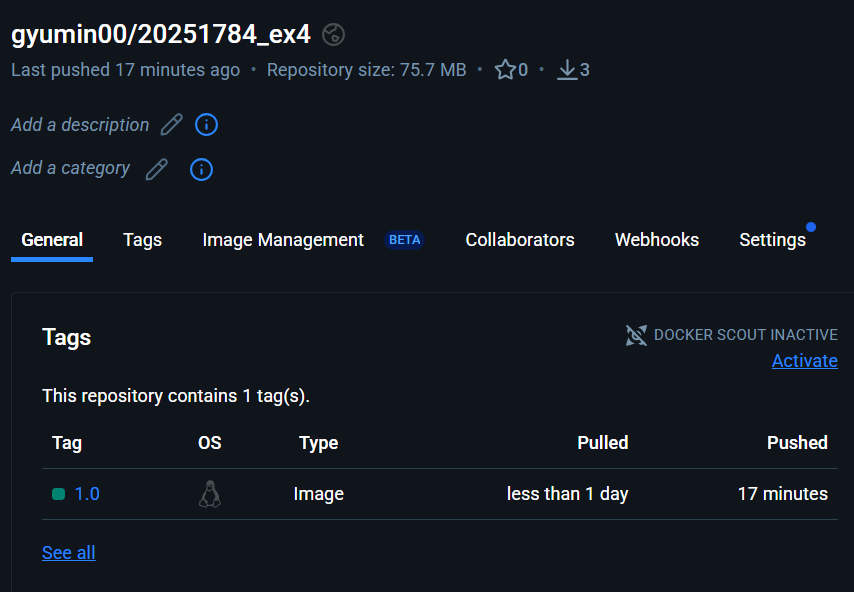 gyumin00/20251784_ex4
Last pushed 17 minutes ago • Repository size: 75.7 MB • 0 • 3
Add a description
Add a category
General Tags Image Management BETA Collaborators Webhooks Settings
Tags
DOCKER SCOUT INACTIVE
Activate
This repository contains 1 tag(s).
Tag OS Type Pulled Pushed
1.0 Image less than 1 day 17 minutes
See all